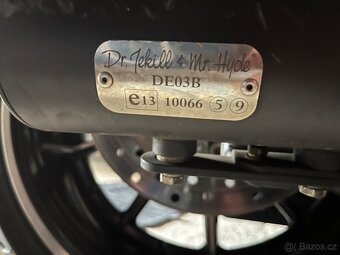 Dr. Jekill & Mr. Hyde
DE03B
e13 10066 5 9
Bazos.cz